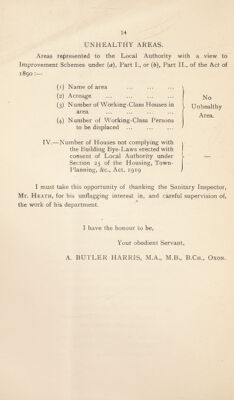 14
UNHEALTHY AREAS.
Areas represented to the Local Authority with a view to
Improvement Schemes under (a), Part I., or (b), Part II., of the Act of
1890:—
(1) Name of area ... ... ...
(2) Acreage ... ... ... ...
(3) Number of Working-Class Houses in
area ... ... ... ...
(4) Number of Working-Class Persons
to be displaced ... ... ...
No
Unhealthy
Area.
IV.—Number of Houses not complying with
the Building Bye-Laws erected with
consent of Local Authority under
Section 25 of the Housing, Town-
Planning, &c., Act, 1919
—
I must take this opportunity of thanking the Sanitary Inspector,
Mr. Heath, for his unflagging interest in, and careful supervision of,
the work of his department.
I have the honour to be,
Your obedient Servant,
A. BUTLER HARRIS, M.A., M.B., B.Ch., Oxon.